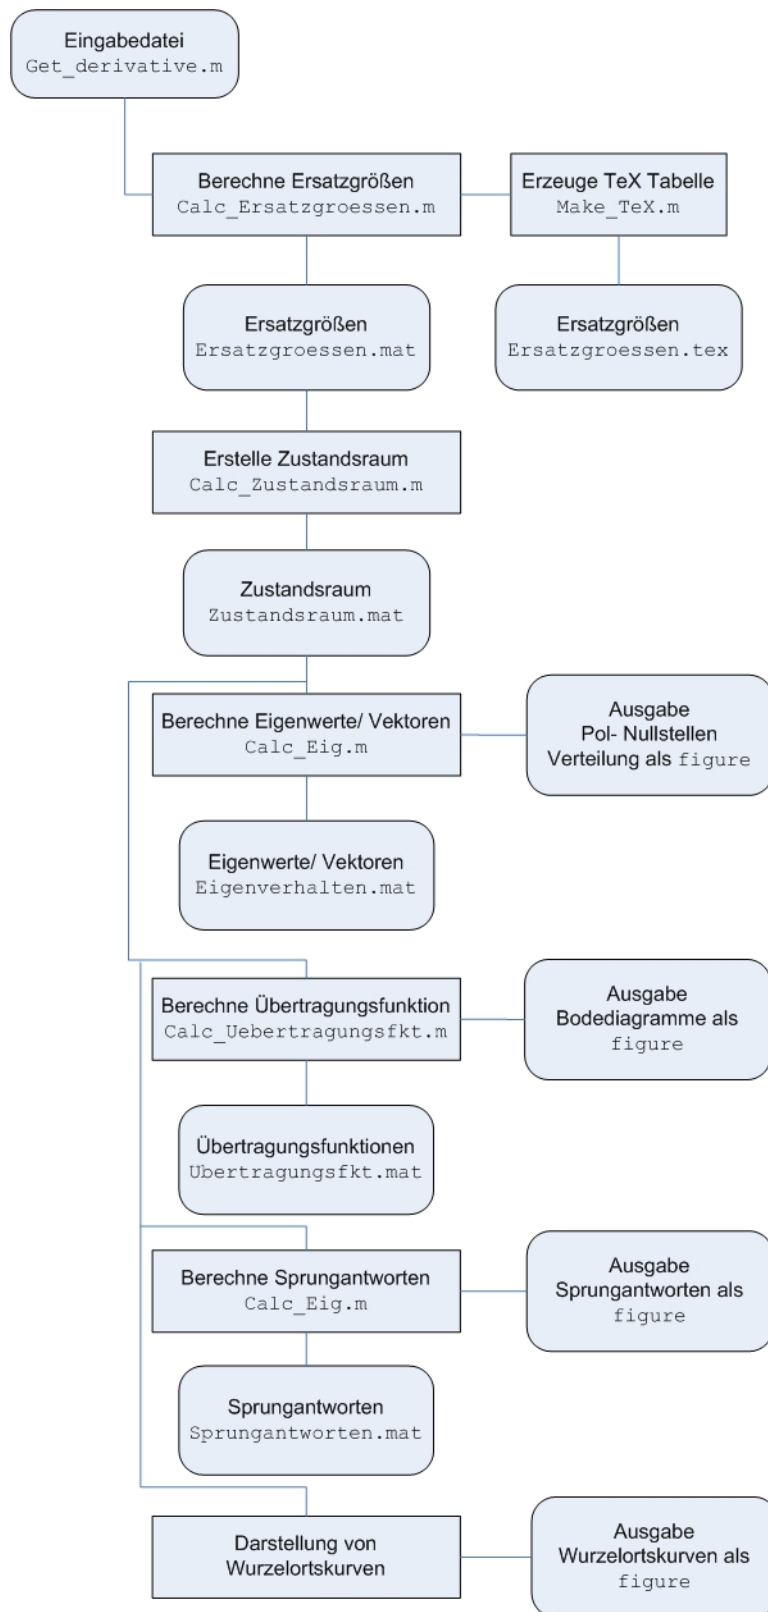 Eingabedatei
Get_derivative.m
Berechne Ersatzgrößen
Calc_Ersatzgroessen.m
Erzeuge TeX Tabelle
Make_TeX.m
Ersatzgrößen
Ersatzgroessen.mat
Ersatzgrößen
Ersatzgroessen.tex
Erstelle Zustandsraum
Calc_Zustandsraum.m
Zustandsraum
Zustandsraum.mat
Berechne Eigenwerte/ Vektoren
Calc_Eig.m
Ausgabe
Pol- Nullstellen
Verteilung als figure
Eigenwerte/ Vektoren
Eigenverhalten.mat
Berechne Übertragungsfunktion
Calc_Uebertragungsfkt.m
Ausgabe
Bodediagramme als
figure
Übertragungsfunktionen
Ubertragungsfkt.mat
Berechne Sprungantworten
Calc_Eig.m
Ausgabe
Sprungantworten als
figure
Sprungantworten
Sprungantworten.mat
Darstellung von
Wurzelortskurven
Ausgabe
Wurzelortskurven als
figure